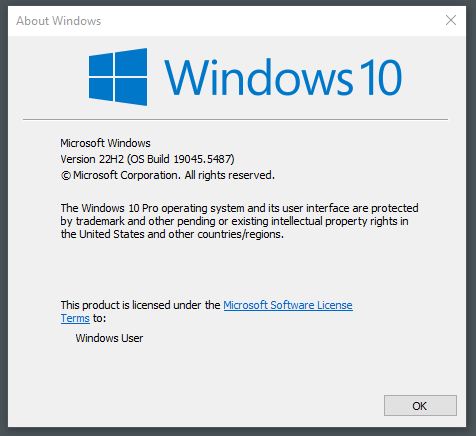 About Windows
Windows 10
Microsoft Windows
Version 22H2 (OS Build 19045.5487)
© Microsoft Corporation. All rights reserved.
The Windows 10 Pro operating system and its user interface are protected
by trademark and other pending or existing intellectual property rights in
the United States and other countries/regions.
This product is licensed under the Microsoft Software License
Terms to:
Windows User
OK